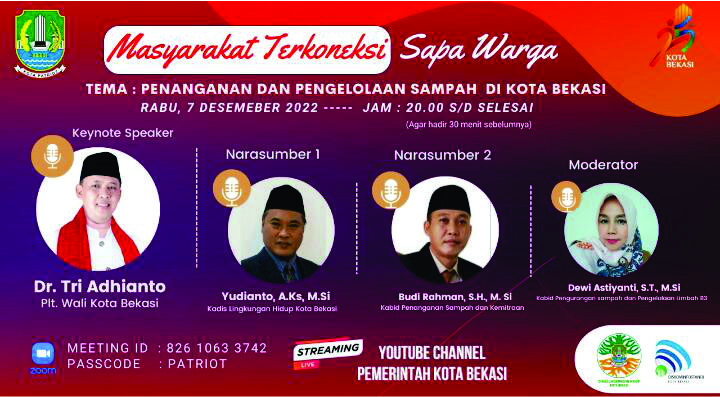 KOTA PATRIOT
Masyarakat Terkoneksi Sapa Warga
KOTA
BEKASI
TEMA : PENANGANAN DAN PENGELOLAAN SAMPAH DI KOTA BEKASI
RABU, 7 DESEMEBER 2022 ----- JAM : 20.00 S/D SELESAI
(Agar hadir 30 menit sebelumnya)
Keynote Speaker
Narasumber 1
Narasumber 2
Moderator
Dr. Tri Adhianto
Plt. Wali Kota Bekasi
Yudianto, A.Ks, M.Si
Kadis Lingkungan Hidup Kota Bekasi
Budi Rahman, S.H., M. Si
Kabid Penanganan Sampah dan Kemitraan
Dewi Astiyanti, S.T., M.Si
Kabid Pengurangan sampah dan Pengelolaan Limbah B3
zoom
MEETING ID : 826 1063 3742
PASSCODE : PATRIOT
STREAMING
LIVE
YOUTUBE CHANNEL
PEMERINTAH KOTA BEKASI